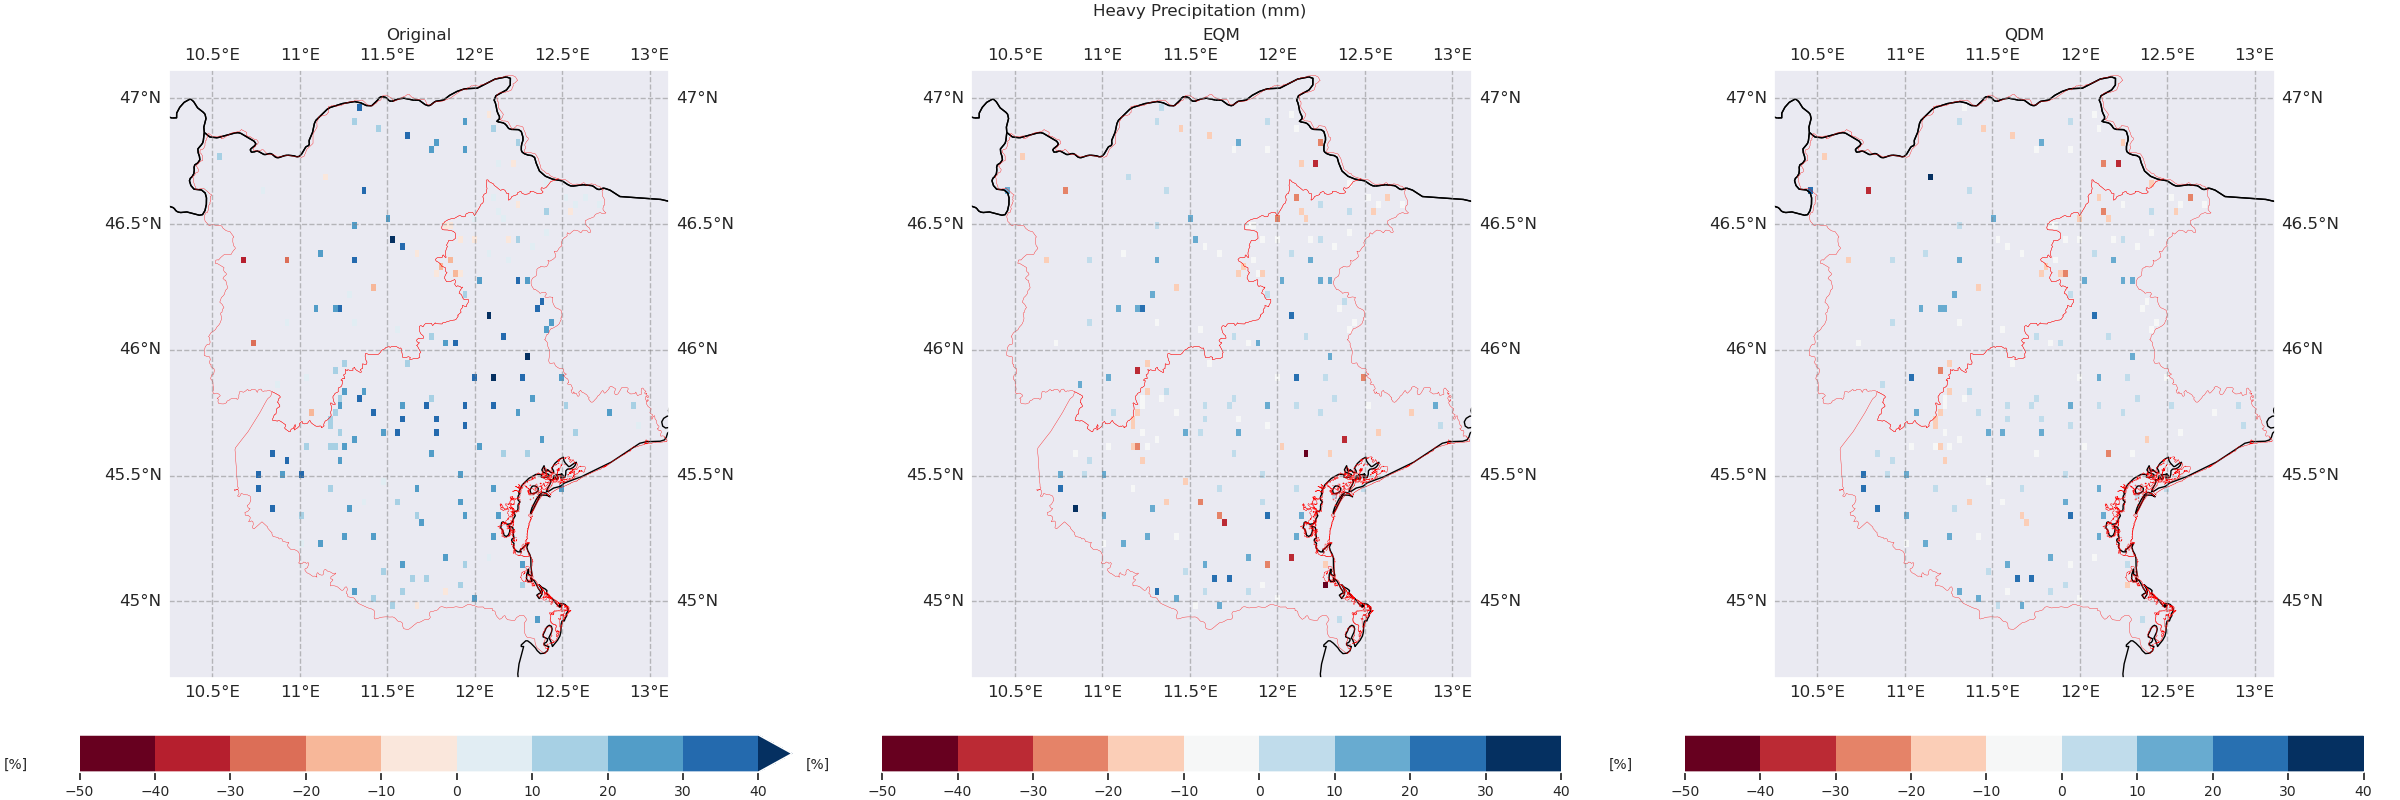 Heavy Precipitation (mm)
Original
EQM
QDM
10.5°E 11°E 11.5°E 12°E 12.5°E 13°E
10.5°E 11°E 11.5°E 12°E 12.5°E 13°E
10.5°E 11°E 11.5°E 12°E 12.5°E 13°E
47°N 47°N 47°N 47°N 47°N 47°N
46.5°N 46.5°N 46.5°N 46.5°N 46.5°N 46.5°N
46°N 46°N 46°N 46°N 46°N 46°N
45.5°N 45.5°N 45.5°N 45.5°N 45.5°N 45.5°N
45°N 45°N 45°N 45°N 45°N 45°N
10.5°E 11°E 11.5°E 12°E 12.5°E 13°E
10.5°E 11°E 11.5°E 12°E 12.5°E 13°E
10.5°E 11°E 11.5°E 12°E 12.5°E 13°E
[%]
−50 −40 −30 −20 −10 0 10 20 30 40
[%]
−50 −40 −30 −20 −10 0 10 20 30 40
[%]
−50 −40 −30 −20 −10 0 10 20 30 40